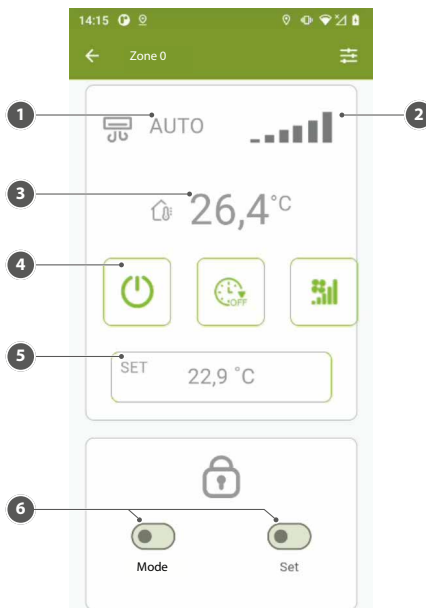 14:15
Zone 0
1
AUTO
2
3
26,4°C
4
OFF
5
SET
22,9 °C
6
Mode
Set